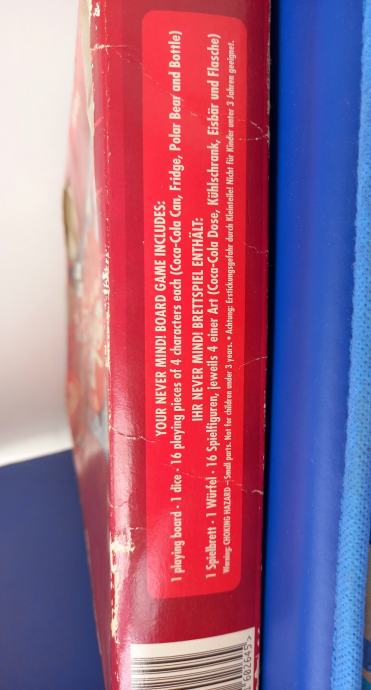 YOUR NEVER MIND! BOARD GAME INCLUDES:
1 playing board • 1 dice • 16 playing pieces of 4 characters each (Coca-Cola Can, Fridge, Polar Bear and Bottle)
IHR NEVER MIND! BRETTSPIEL ENTHÄLT:
1 Spielbrett • 1 Würfel • 16 Spielfiguren, jeweils 4 einer Art (Coca-Cola Dose, Kühlschrank, Eisbär und Flasche)
Warning: CHOKING HAZARD – Small parts. Not for children under 3 years. • Achtung: Erstickungsgefahr durch Kleinteile! Nicht für Kinder unter 3 Jahren geeignet.
602645>